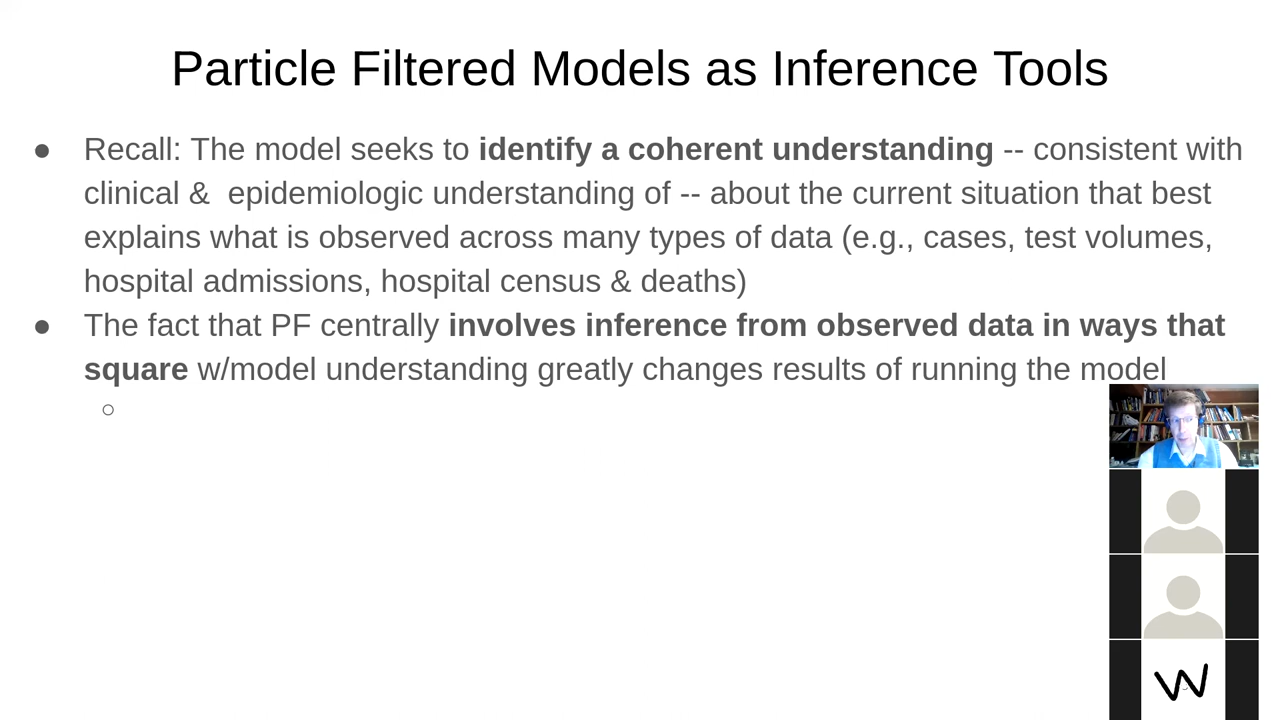 Particle Filtered Models as Inference Tools
● Recall: The model seeks to identify a coherent understanding -- consistent with
clinical &  epidemiologic understanding of -- about the current situation that best
explains what is observed across many types of data (e.g., cases, test volumes,
hospital admissions, hospital census & deaths)
● The fact that PF centrally involves inference from observed data in ways that
square w/model understanding greatly changes results of running the model
○
W